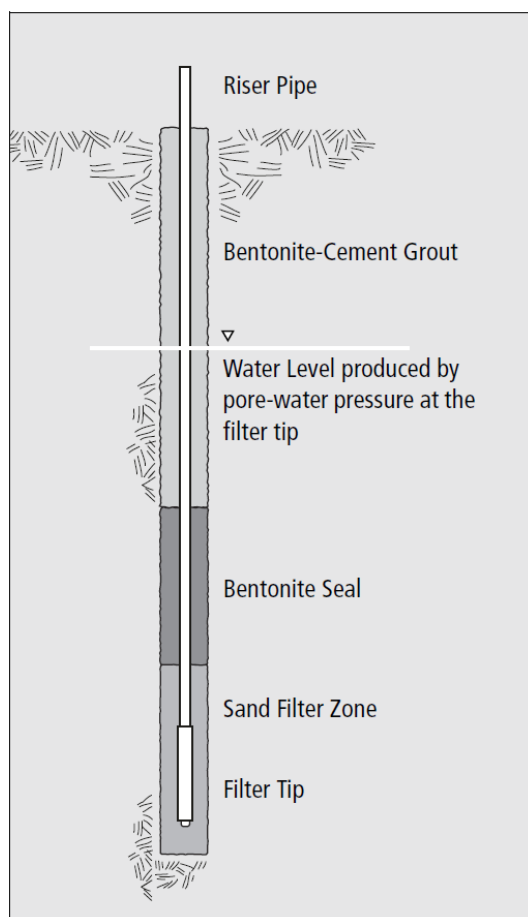 Riser Pipe
Bentonite-Cement Grout
Water Level produced by
pore-water pressure at the
filter tip
Bentonite Seal
Sand Filter Zone
Filter Tip